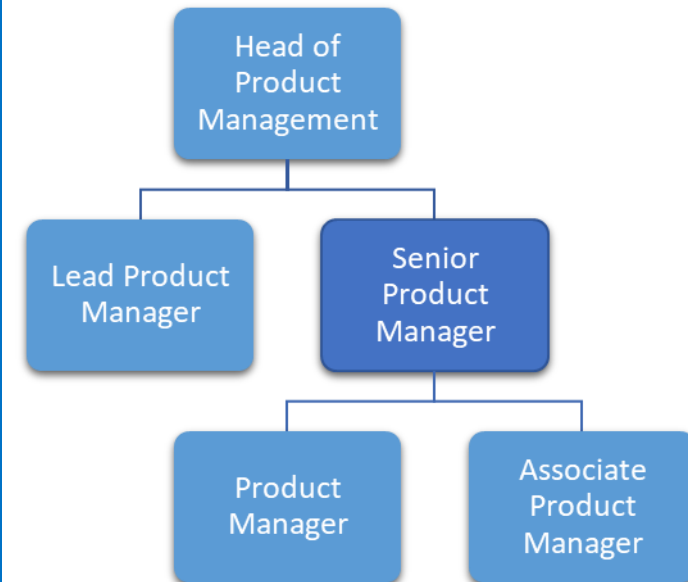 Head of
Product
Management
Lead Product
Manager
Senior
Product
Manager
Product
Manager
Associate
Product
Manager